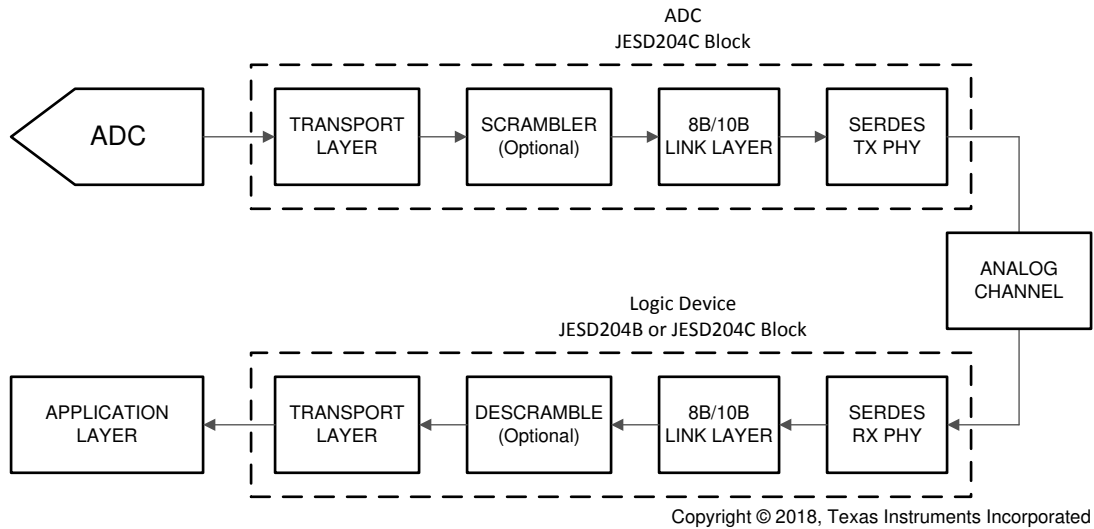 ADC
JESD204C Block
ADC
TRANSPORT
LAYER
SCRAMBLER
(Optional)
8B/10B
LINK LAYER
SERDES
TX PHY
ANALOG
CHANNEL
Logic Device
JESD204B or JESD204C Block
APPLICATION
LAYER
TRANSPORT
LAYER
DESCRAMBLE
(Optional)
8B/10B
LINK LAYER
SERDES
RX PHY
Copyright © 2018, Texas Instruments Incorporated